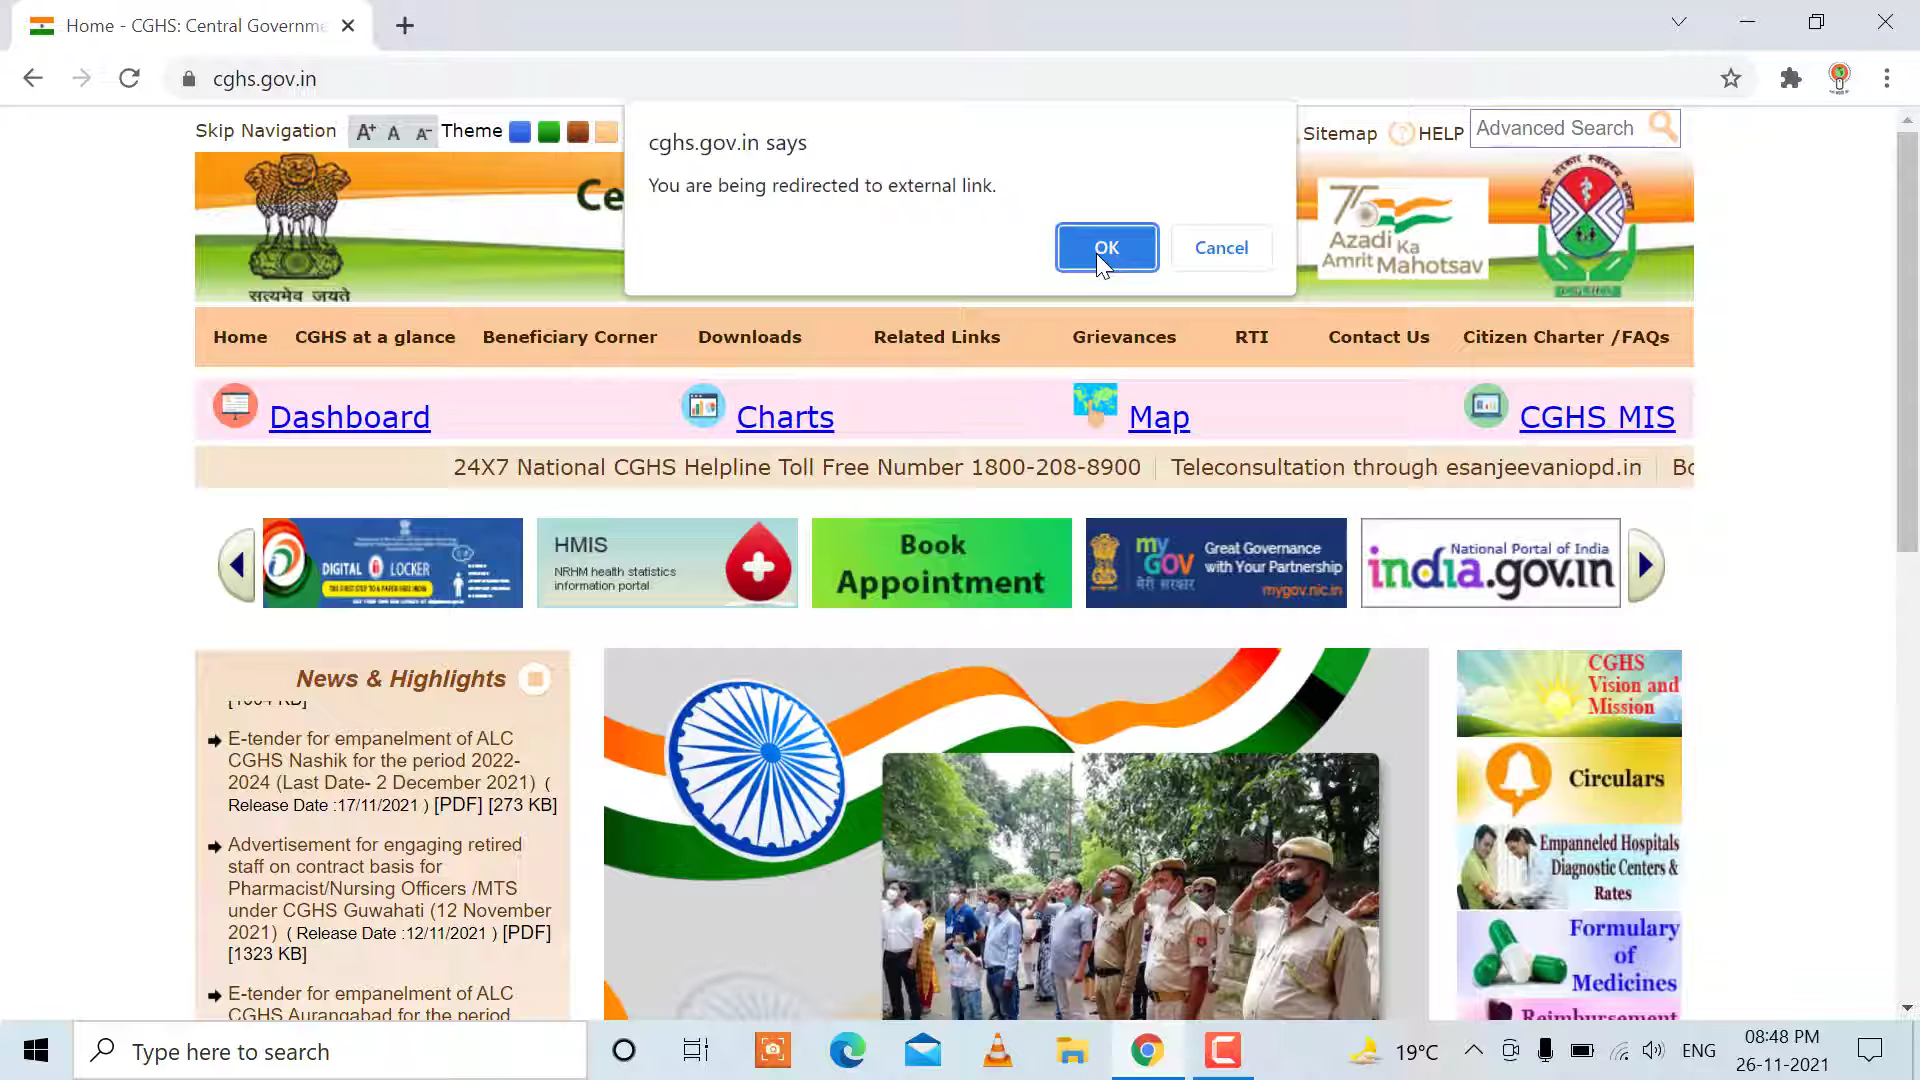 Home - CGHS: Central Governme
cghs.gov.in
Skip Navigation A+ A A- Theme
Sitemap HELP Advanced Search
cghs.gov.in says
You are being redirected to external link.
OK Cancel
Ce
सत्यमेव जयते
75
Azadi Ka
Amrit Mahotsav
Home CGHS at a glance Beneficiary Corner Downloads Related Links Grievances RTI Contact Us Citizen Charter /FAQs
Dashboard Charts Map CGHS MIS
24X7 National CGHS Helpline Toll Free Number 1800-208-8900 Teleconsultation through esanjeevaniopd.in
DIGITAL LOCKER
HMIS
NRHM health statistics
information portal
Book
Appointment
my GOV
मेरी सरकार
Great Governance
with Your Partnership
mygov.nic.in
National Portal of India
india.gov.in
News & Highlights
E-tender for empanelment of ALC
CGHS Nashik for the period 2022-
2024 (Last Date- 2 December 2021) (
Release Date :17/11/2021 ) [PDF] [273 KB]
Advertisement for engaging retired
staff on contract basis for
Pharmacist/Nursing Officers /MTS
under CGHS Guwahati (12 November
2021) ( Release Date :12/11/2021 ) [PDF]
[1323 KB]
E-tender for empanelment of ALC
CGHS Aurangabad for the period
CGHS
Vision and
Mission
Circulars
Empanneled Hospitals
Diagnostic Centers &
Rates
Formulary
of
Medicines
Reimbursement
Type here to search
19°C
ENG
08:48 PM
26-11-2021